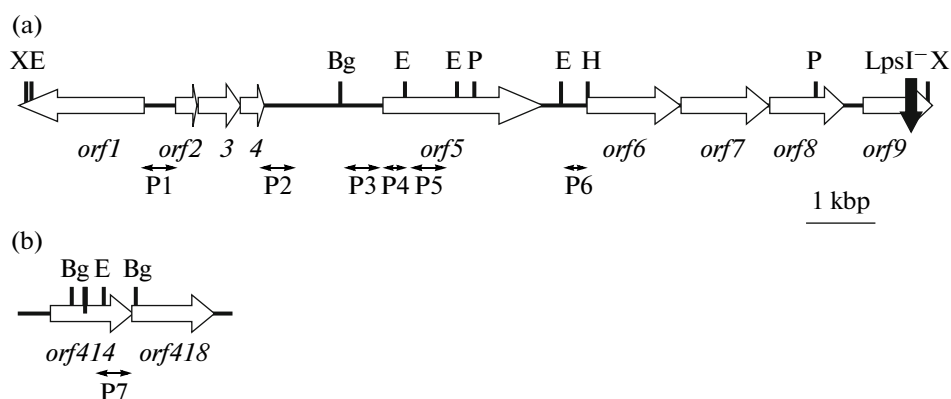 (a)
XE Bg E E P E H P LpsI– X
orf1 orf2 3 4 orf5 orf6 orf7 orf8 orf9
P1 P2 P3 P4 P5 P6
1 kbp
(b)
Bg E Bg
orf414 orf418
P7